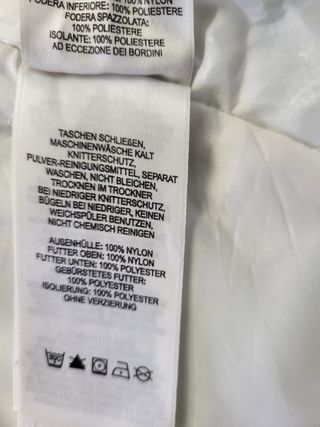 FODERA INFERIORE: 100% POLIESTERE
FODERA SPAZZOLATA:
100% POLIESTERE
ISOLANTE: 100% POLIESTERE
AD ECCEZIONE DEI BORDINI
TASCHEN SCHLIEßEN,
MASCHINENWÄSCHE KALT
KNITTERSCHUTZ,
PULVER-REINIGUNGSMITTEL, SEPARAT
WASCHEN, NICHT BLEICHEN,
TROCKNEN IM TROCKNER
BEI NIEDRIGER KNITTERSCHUTZ,
BÜGELN BEI NIEDRIGER, KEINEN
WEICHSPÜLER BENUTZEN,
NICHT CHEMISCH REINIGEN
AUßENHÜLLE: 100% NYLON
FUTTER OBEN: 100% NYLON
FUTTER UNTEN: 100% POLYESTER
GEBÜRSTETES FUTTER:
100% POLYESTER
ISOLIERUNG: 100% POLYESTER
OHNE VERZIERUNG